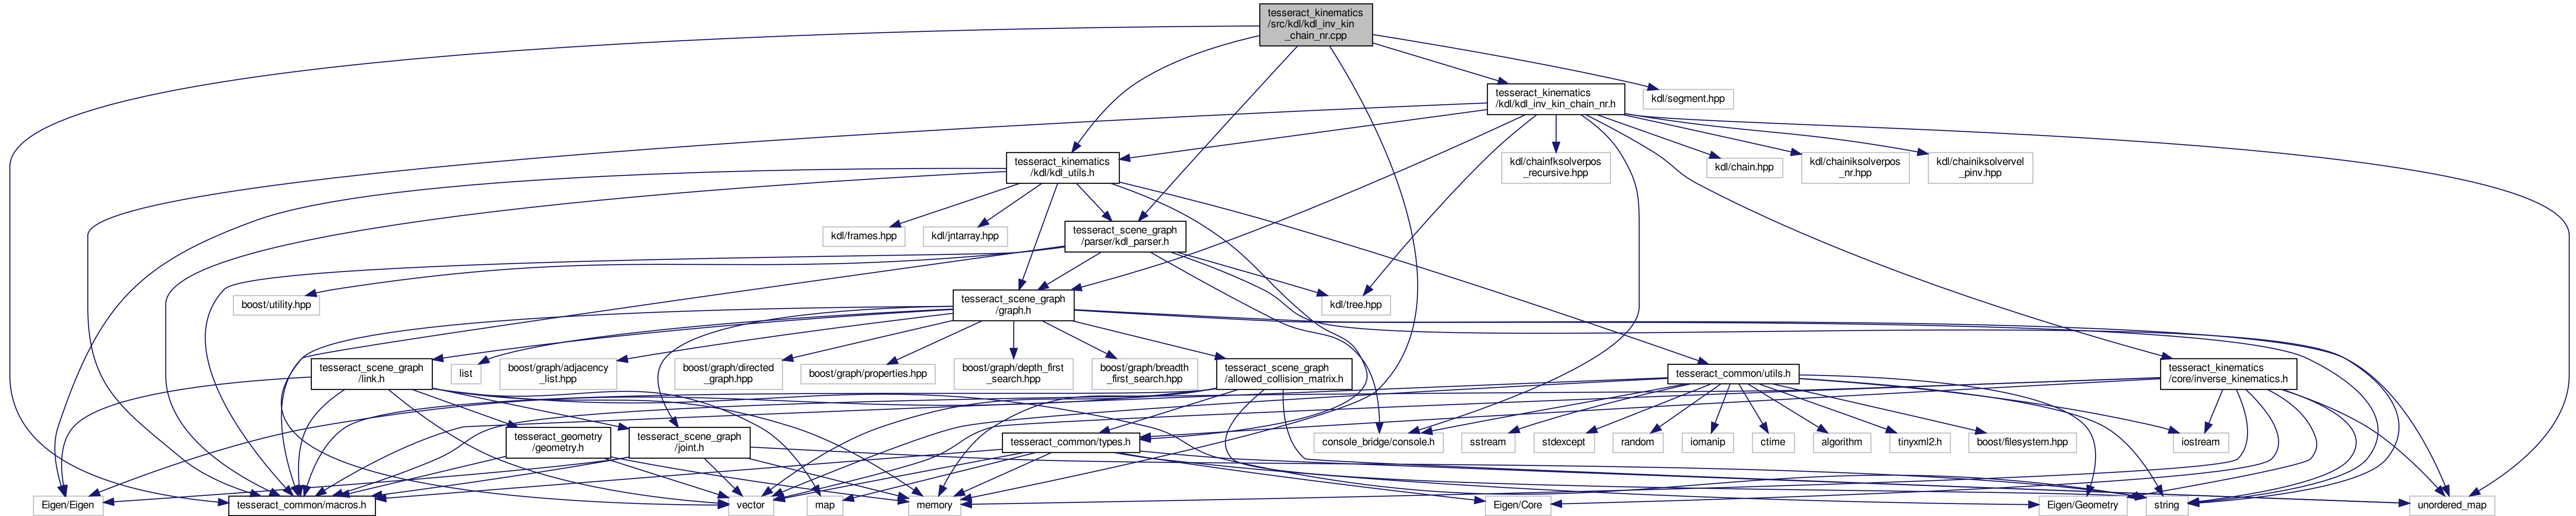 tesseract_kinematics
/src/kdl/kdl_inv_kin
_chain_nr.cpp
tesseract_kinematics
/kdl/kdl_inv_kin_chain_nr.h
kdl/segment.hpp
tesseract_kinematics
/kdl/kdl_utils.h
kdl/chainfksolverpos
_recursive.hpp
kdl/chain.hpp
kdl/chainiksolverpos
_nr.hpp
kdl/chainiksolvervel
_pinv.hpp
kdl/frames.hpp
kdl/jntarray.hpp
tesseract_scene_graph
/parser/kdl_parser.h
boost/utility.hpp
tesseract_scene_graph
/graph.h
kdl/tree.hpp
tesseract_scene_graph
/link.h
list
boost/graph/adjacency
_list.hpp
boost/graph/directed
_graph.hpp
boost/graph/properties.hpp
boost/graph/depth_first
_search.hpp
boost/graph/breadth
_first_search.hpp
tesseract_scene_graph
/allowed_collision_matrix.h
tesseract_common/utils.h
tesseract_kinematics
/core/inverse_kinematics.h
tesseract_geometry
/geometry.h
tesseract_scene_graph
/joint.h
tesseract_common/types.h
console_bridge/console.h
sstream
stdexcept
random
iomanip
ctime
algorithm
tinyxml2.h
boost/filesystem.hpp
iostream
Eigen/Eigen
tesseract_common/macros.h
vector
map
memory
Eigen/Core
Eigen/Geometry
string
unordered_map